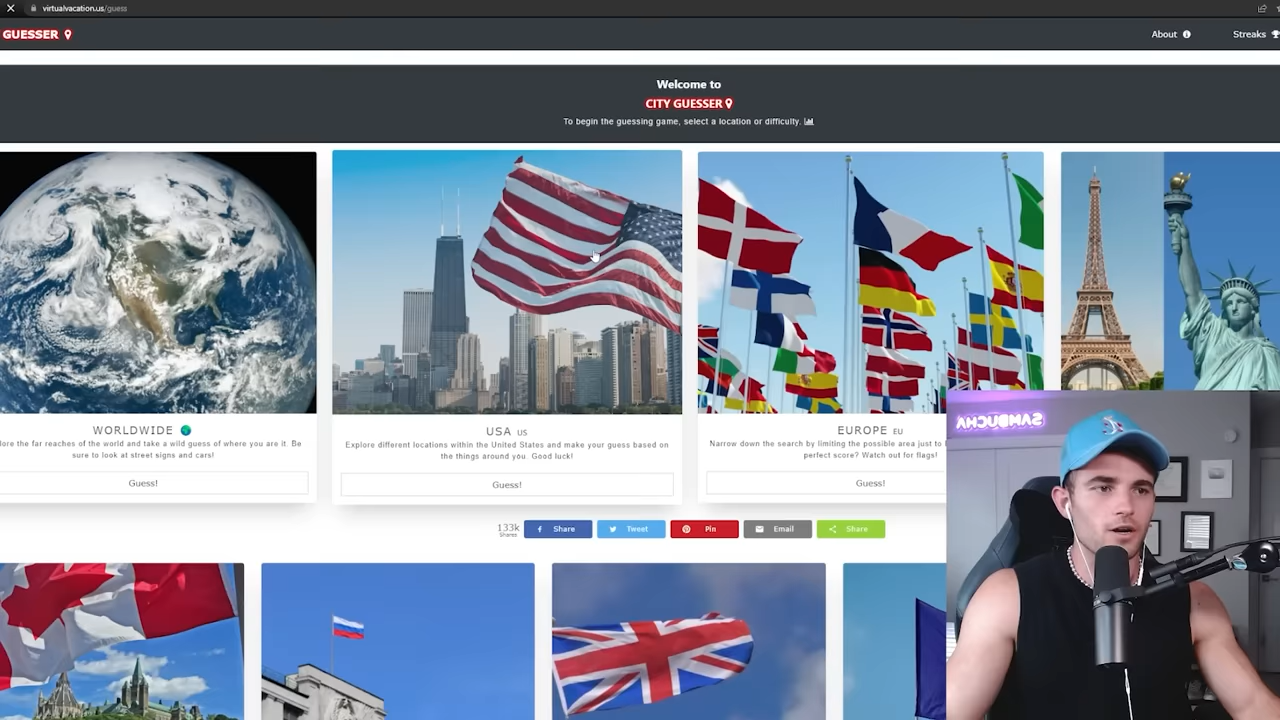 virtualvacation.us/guess
GUESSER
About
Streaks
Welcome to
CITY GUESSER
To begin the guessing game, select a location or difficulty.
WORLDWIDE
lore the far reaches of the world and take a wild guess of where you are it. Be
sure to look at street signs and cars!
Guess!
USA US
Explore different locations within the United States and make your guess based on
the things around you. Good luck!
Guess!
EUROPE EU
Narrow down the search by limiting the possible area just to
perfect score? Watch out for flags!
Guess!
133k
Shares
Share
Tweet
Pin
Email
Share
SAMBUCHA